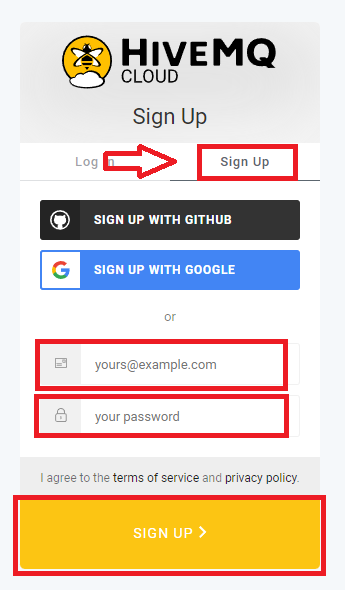 HIVEMQ
CLOUD
Sign Up
Log In
Sign Up
SIGN UP WITH GITHUB
SIGN UP WITH GOOGLE
or
yours@example.com
your password
I agree to the terms of service and privacy policy.
SIGN UP